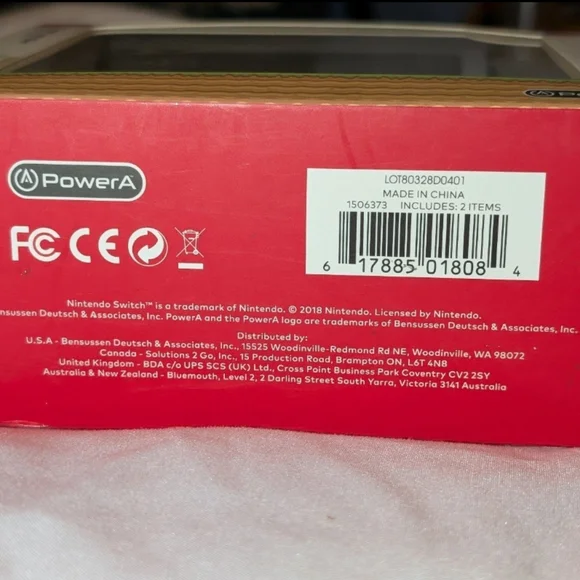 PowerA
FC CE
LOT80328D0401
MADE IN CHINA
1506373 INCLUDES: 2 ITEMS
6 17885 01808 4
Nintendo Switch™ is a trademark of Nintendo. © 2018 Nintendo. Licensed by Nintendo.
Bensussen Deutsch & Associates, Inc. PowerA and the PowerA logo are trademarks of Bensussen Deutsch & Associates, Inc.
Distributed by:
U.S.A - Bensussen Deutsch & Associates, Inc., 15525 Woodinville-Redmond Rd NE, Woodinville, WA 98072
Canada - Solutions 2 Go, Inc., 15 Production Road, Brampton ON, L6T 4N8
United Kingdom - BDA c/o UPS SCS (UK) Ltd., Cross Point Business Park Coventry CV2 2SY
Australia & New Zealand - Bluemouth, Level 2, 2 Darling Street South Yarra, Victoria 3141 Australia